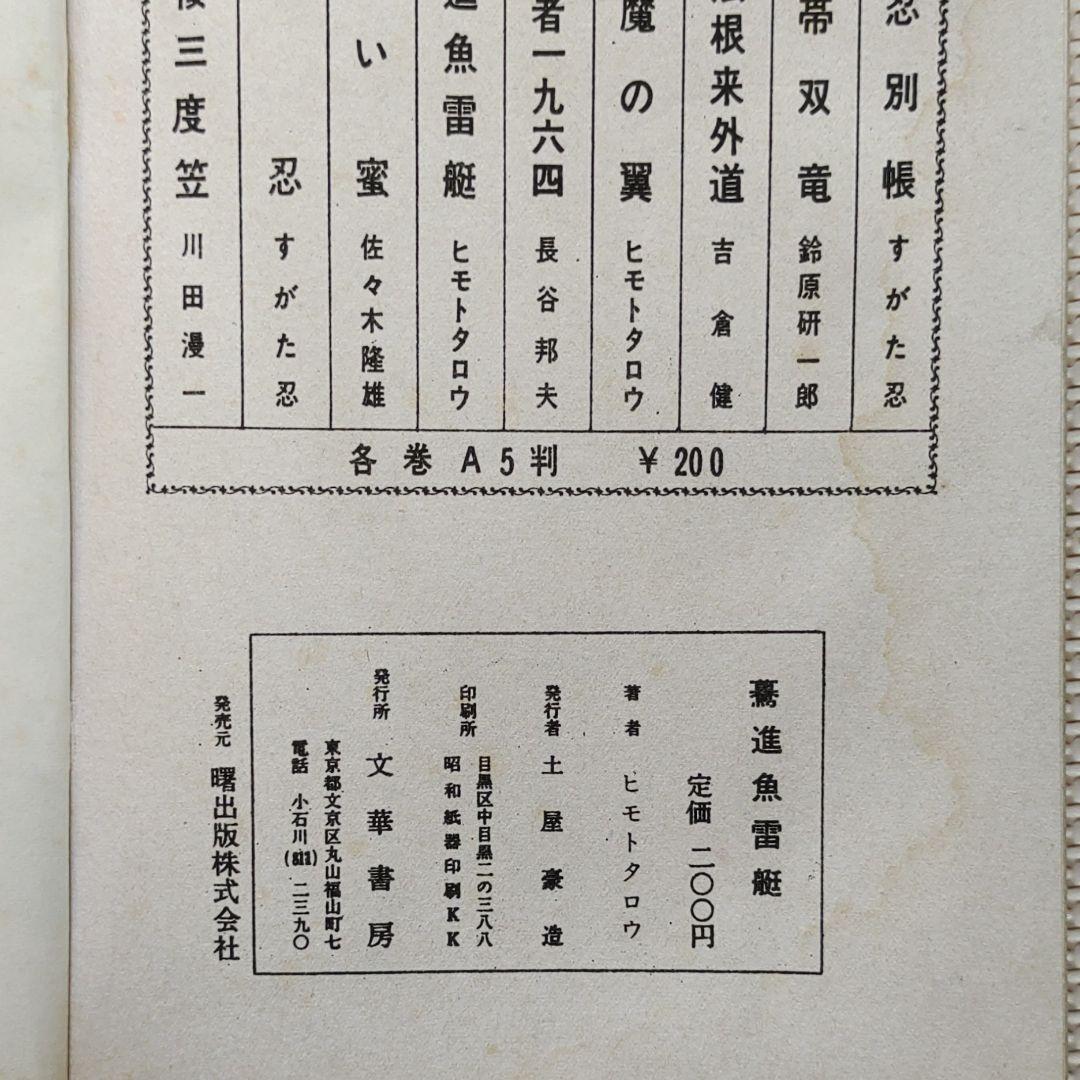 忍別帳 すがた忍
帯双竜 鈴原研一郎
根来外道 吉倉健
魔の翼 ヒモトタロウ
者一九六四 長谷邦夫
進魚雷艇 ヒモトタロウ
い蜜 佐々木隆雄
忍 すがた忍
三度笠 川田漫一
各巻 A5判 ¥200
驀進魚雷艇
定価 二〇〇円
著者 ヒモトタロウ
発行者 土屋豪造
印刷所 目黒区中目黒二の三八八
昭和紙器印刷KK
発行所 文華書房
東京都文京区丸山福山町七
電話 小石川(811)二三九〇
発売元 曙出版株式会社